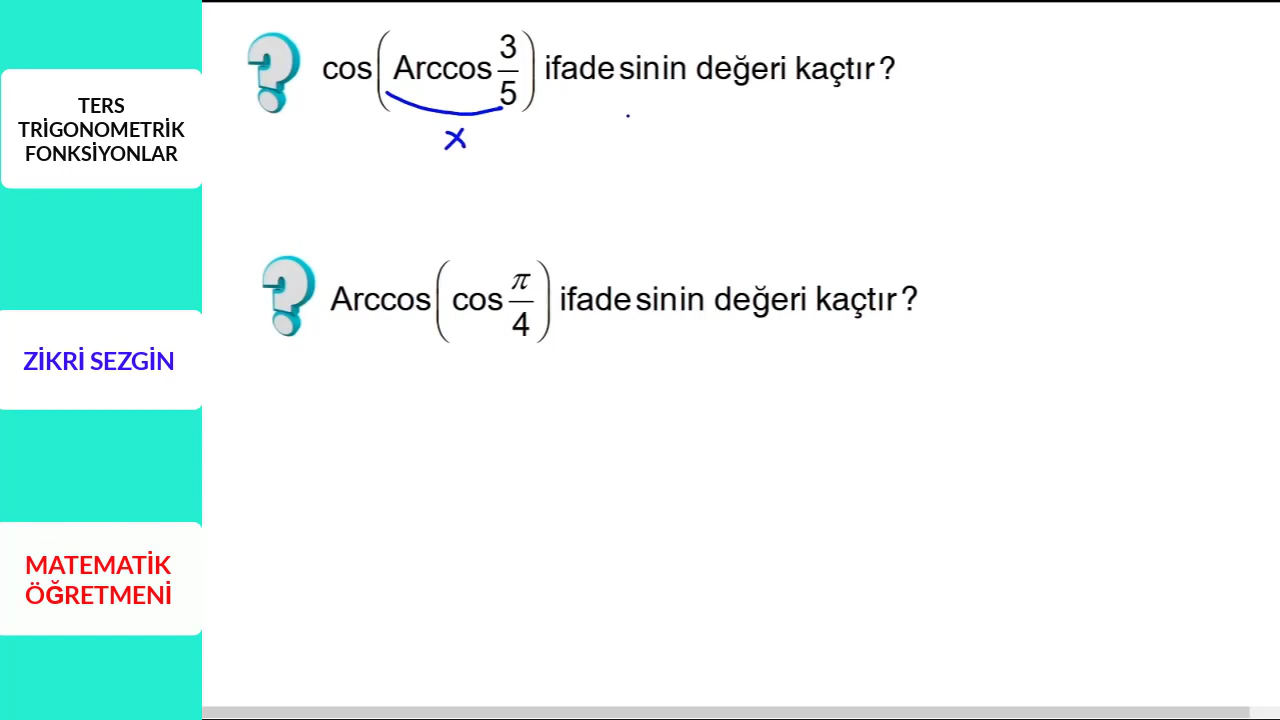 TERS
TRİGONOMETRİK
FONKSİYONLAR
ZİKRİ SEZGİN
MATEMATİK
ÖĞRETMENİ
cos(Arccos 3/5) ifadesinin değeri kaçtır?
x
Arccos(cos π/4) ifadesinin değeri kaçtır?